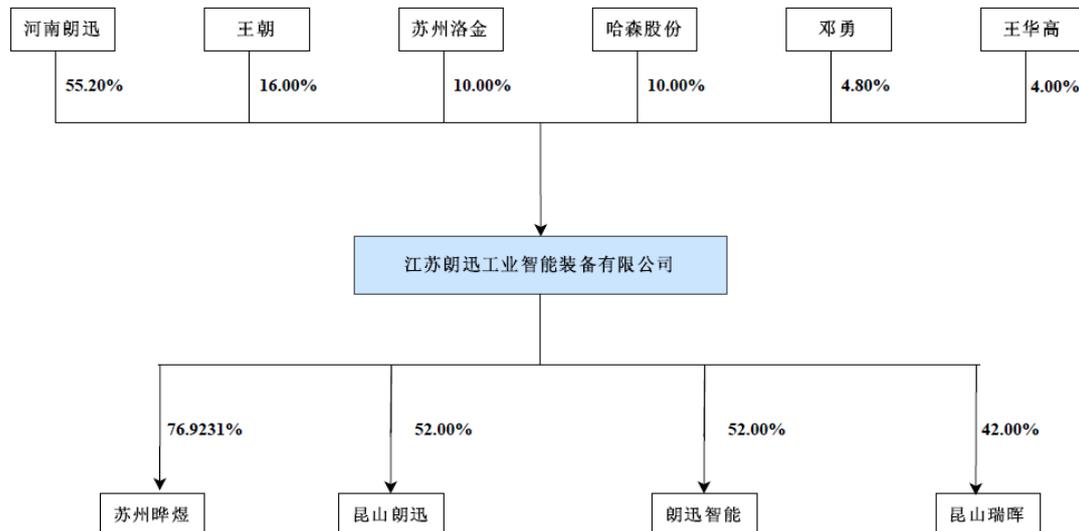 河南朗迅 王朝 苏州洛金 哈森股份 邓勇 王华高
55.20% 16.00% 10.00% 10.00% 4.80% 4.00%
江苏朗迅工业智能装备有限公司
76.9231% 52.00% 52.00% 42.00%
苏州晔煜 昆山朗迅 朗迅智能 昆山瑞晖